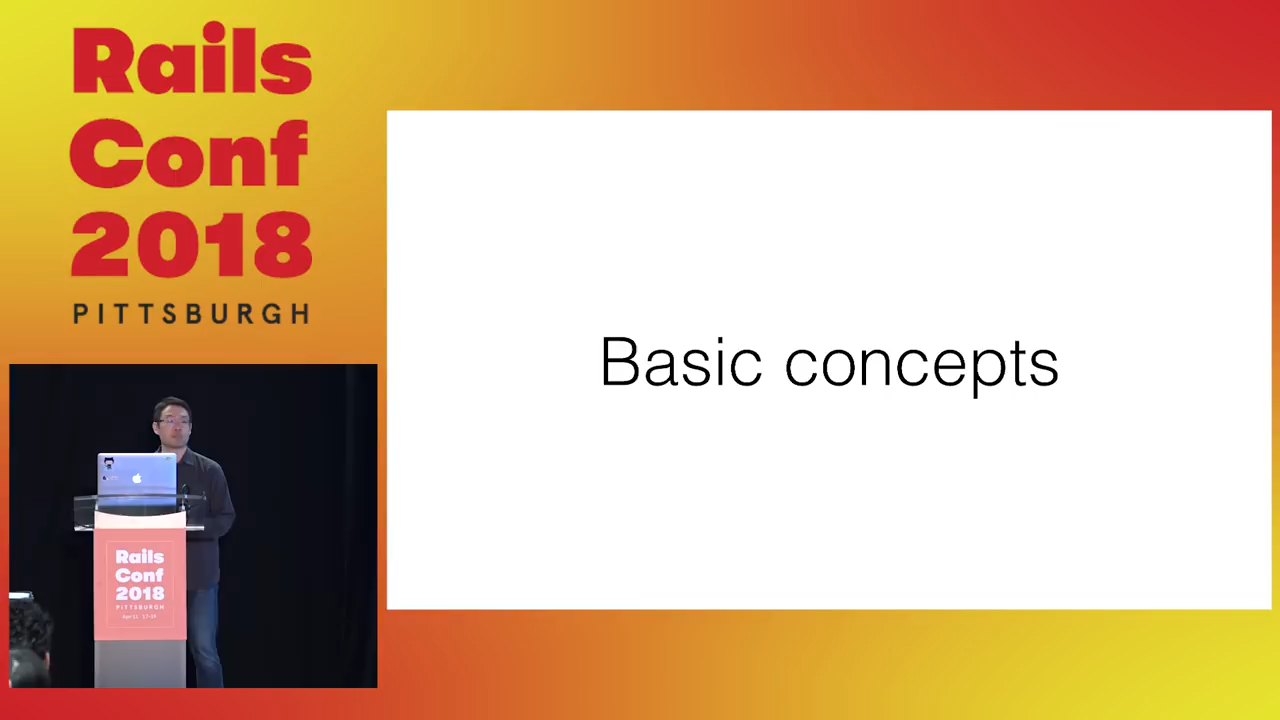 Rails
Conf
2018
PITTSBURGH
Basic concepts
Rails
Conf
2018
PITTSBURGH